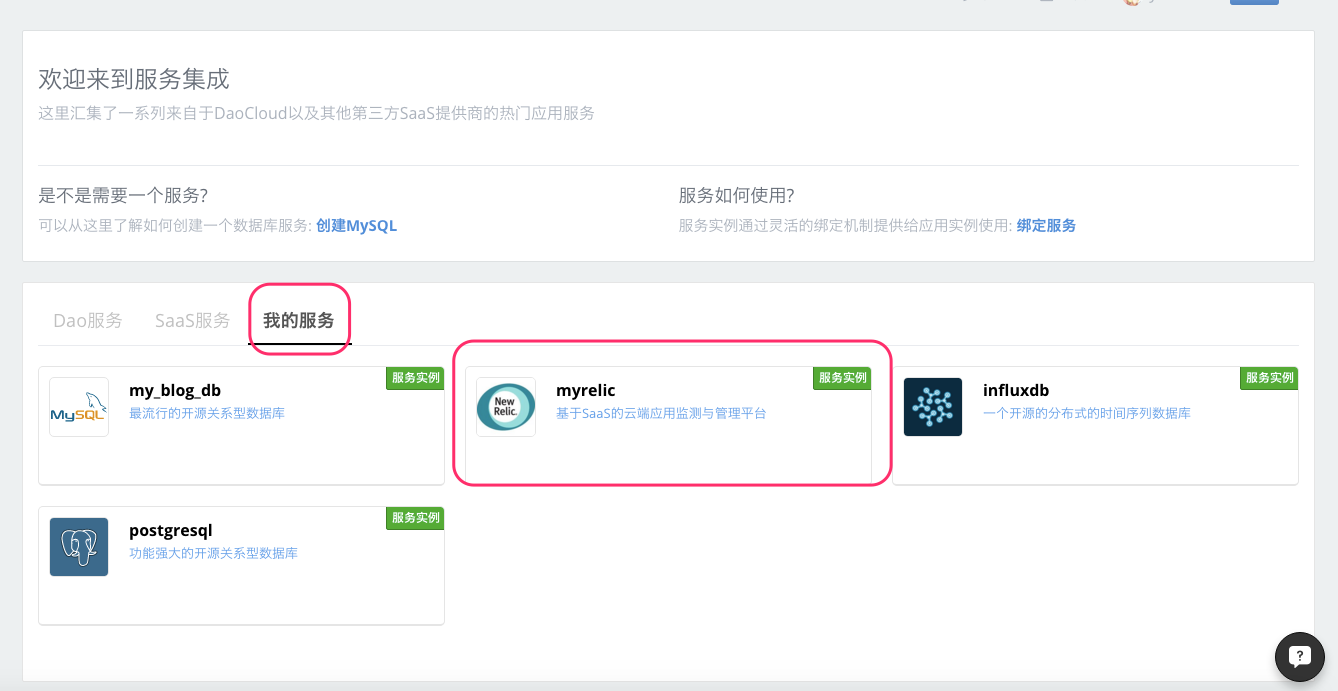 欢迎来到服务集成
这里汇集了一系列来自于DaoCloud以及其他第三方SaaS提供商的热门应用服务
是不是需要一个服务?
可以从这里了解如何创建一个数据库服务: 创建MySQL
服务如何使用?
服务实例通过灵活的绑定机制提供给应用实例使用: 绑定服务
Dao服务 SaaS服务 我的服务
MySQL
my_blog_db
最流行的开源关系型数据库
服务实例
New
Relic.
myrelic
基于SaaS的云端应用监测与管理平台
服务实例
influxdb
一个开源的分布式的时间序列数据库
服务实例
postgresql
功能强大的开源关系型数据库
服务实例
?